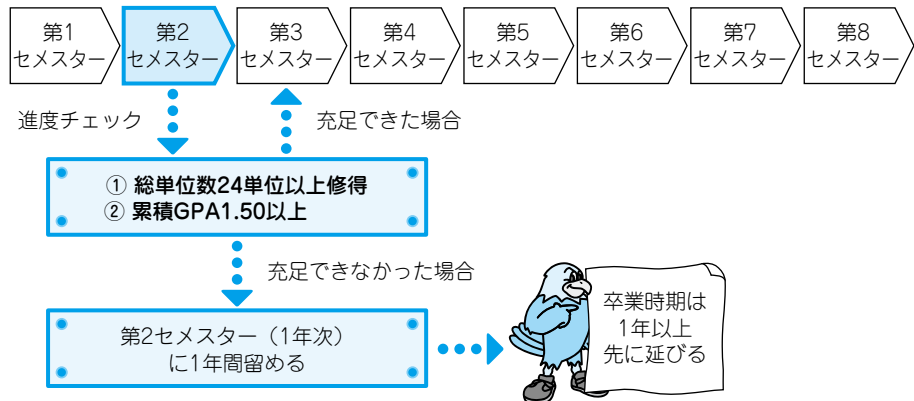 第1
セメスター
第2
セメスター
第3
セメスター
第4
セメスター
第5
セメスター
第6
セメスター
第7
セメスター
第8
セメスター
進度チェック
充足できた場合
① 総単位数24単位以上修得
② 累積GPA1.50以上
充足できなかった場合
第2セメスター（1年次）
に1年間留める
卒業時期は
1年以上
先に延びる